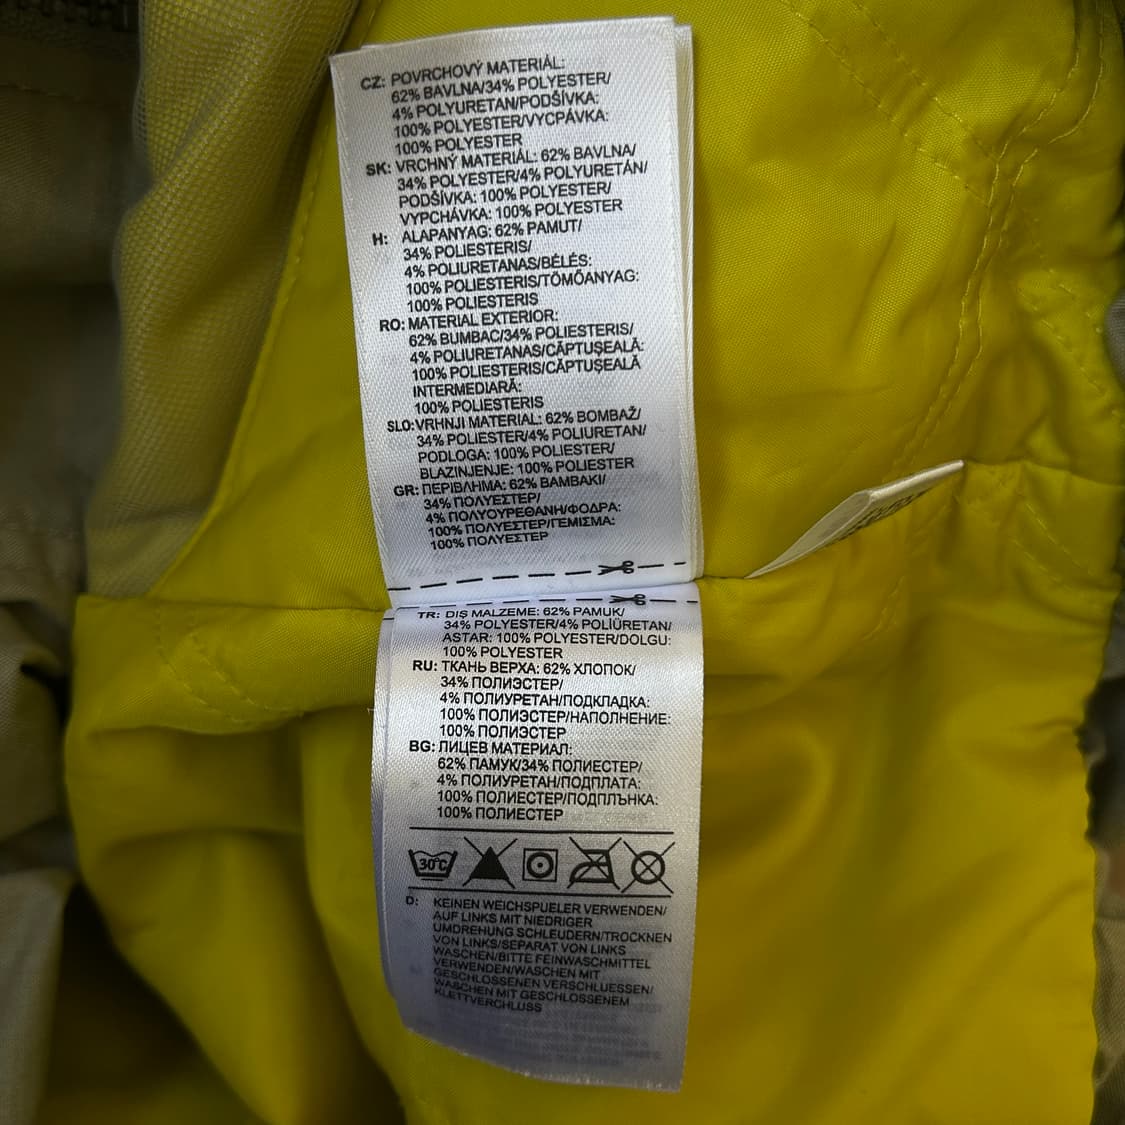 CZ: POVRCHOVÝ MATERIÁL:
62% BAVLNA/34% POLYESTER/
4% POLYURETAN/PODŠÍVKA:
100% POLYESTER/VYCPÁVKA:
100% POLYESTER
SK: VRCHNÝ MATERIÁL: 62% BAVLNA/
34% POLYESTER/4% POLYURETÁN/
PODŠÍVKA: 100% POLYESTER/
VYPCHÁVKA: 100% POLYESTER
H: ALAPANYAG: 62% PAMUT/
34% POLIESTERIS/
4% POLIURETANAS/BÉLÉS:
100% POLIESTERIS/TÖMŐANYAG:
100% POLIESTERIS
RO: MATERIAL EXTERIOR:
62% BUMBAC/34% POLIESTERIS/
4% POLIURETANAS/CĂPTUŞEALĂ:
100% POLIESTERIS/CĂPTUŞEALĂ
INTERMEDIARĂ:
100% POLIESTERIS
SLO: VRHNJI MATERIAL: 62% BOMBAŽ/
34% POLIESTER/4% POLIURETAN/
PODLOGA: 100% POLIESTER/
BLAZINJENJE: 100% POLIESTER
GR: ΠΕΡΙΒΛΗΜΑ: 62% ΒΑΜΒΑΚΙ/
34% ΠΟΛΥΕΣΤΕΡ/
4% ΠΟΛΥΟΥΡΕΘΑΝΗ/ΦΟΔΡΑ:
100% ΠΟΛΥΕΣΤΕΡ/ΓΕΜΙΣΜΑ:
100% ΠΟΛΥΕΣΤΕΡ
TR: DIŞ MALZEME: 62% PAMUK/
34% POLYESTER/4% POLİÜRETAN/
ASTAR: 100% POLYESTER/DOLGU:
100% POLYESTER
RU: ТКАНЬ ВЕРХА: 62% ХЛОПОК/
34% ПОЛИЭСТЕР/
4% ПОЛИУРЕТАН/ПОДКЛАДКА:
100% ПОЛИЭСТЕР/НАПОЛНЕНИЕ:
100% ПОЛИЭСТЕР
BG: ЛИЦЕВ МАТЕРИАЛ:
62% ПАМУК/34% ПОЛИЕСТЕР/
4% ПОЛИУРЕТАН/ПОДПЛАТА:
100% ПОЛИЕСТЕР/ПОДПЛЪНКА:
100% ПОЛИЕСТЕР
30°C
D: KEINEN WEICHSPUELER VERWENDEN/
AUF LINKS MIT NIEDRIGER
UMDREHUNG SCHLEUDERN/TROCKNEN
VON LINKS/SEPARAT VON LINKS
WASCHEN/BITTE FEINWASCHMITTEL
VERWENDEN/WASCHEN MIT
GESCHLOSSENEN VERSCHLUESSEN/
WASCHEN MIT GESCHLOSSENEM
KLETTVERCHLUSS